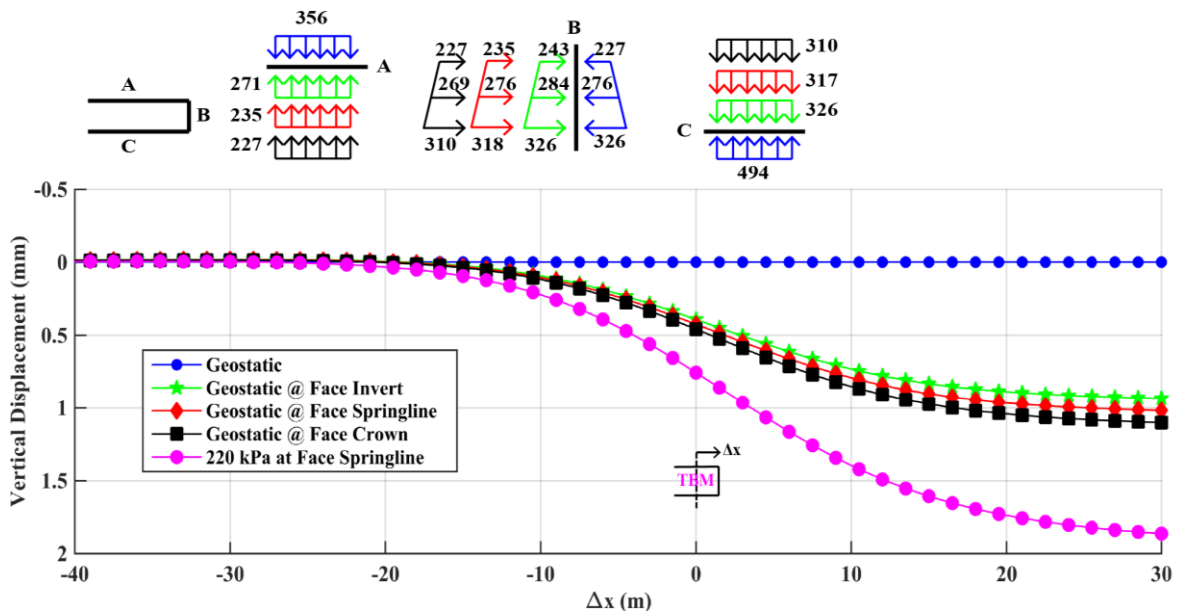 356
A
271
235
227
A
B
C
B
227 235 243 227
269 276 284 276
310 318 326 326
310
317
326
C
494
-0.5
0
0.5
1
1.5
2
Vertical Displacement (mm)
Geostatic
Geostatic @ Face Invert
Geostatic @ Face Springline
Geostatic @ Face Crown
220 kPa at Face Springline
Δx
TBM
-40 -30 -20 -10 0 10 20 30
Δx (m)